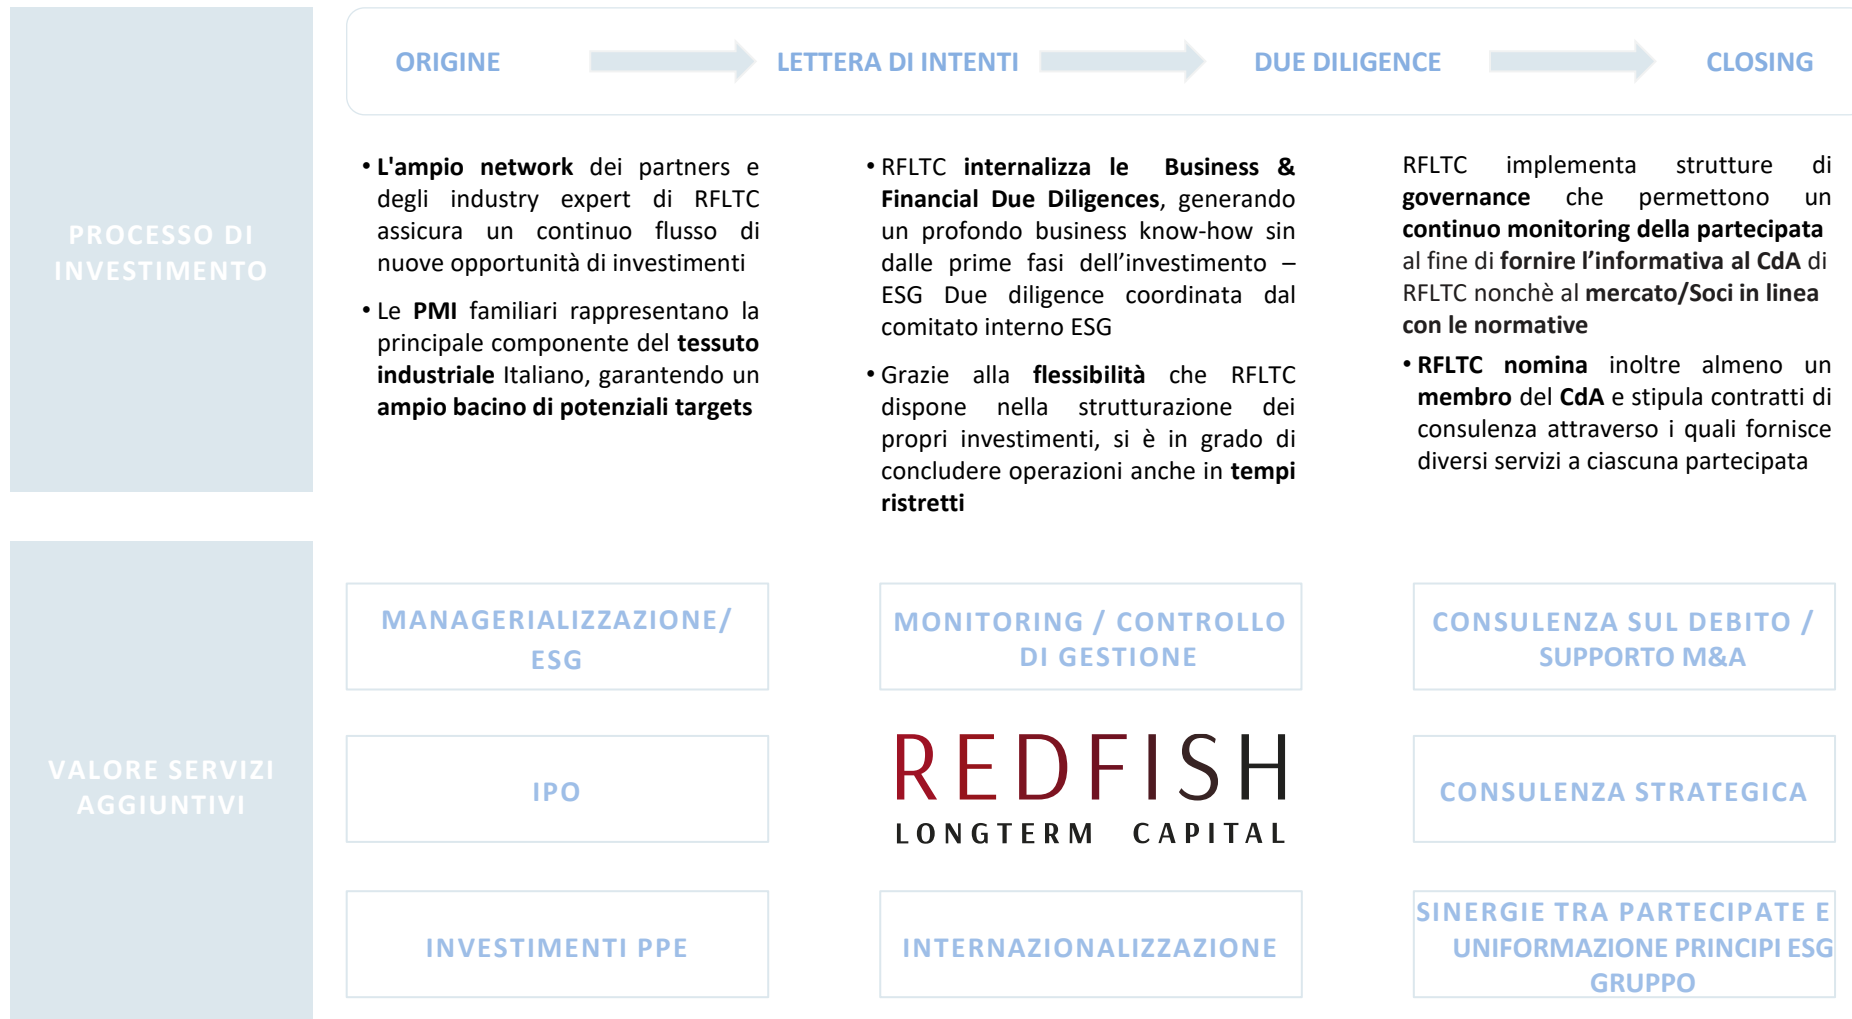 PROCESSO DI
INVESTIMENTO
ORIGINE
LETTERA DI INTENTI
DUE DILIGENCE
CLOSING
• L'ampio network dei partners e
degli industry expert di RFLTC
assicura un continuo flusso di
nuove opportunità di investimenti
• Le PMI familiari rappresentano la
principale componente del tessuto
industriale Italiano, garantendo un
ampio bacino di potenziali targets
• RFLTC internalizza le Business &
Financial Due Diligences, generando
un profondo business know-how sin
dalle prime fasi dell’investimento –
ESG Due diligence coordinata dal
comitato interno ESG
• Grazie alla flessibilità che RFLTC
dispone nella strutturazione dei
propri investimenti, si è in grado di
concludere operazioni anche in tempi
ristretti
RFLTC implementa strutture di
governance che permettono un
continuo monitoring della partecipata
al fine di fornire l’informativa al CdA di
RFLTC nonchè al mercato/Soci in linea
con le normative
• RFLTC nomina inoltre almeno un
membro del CdA e stipula contratti di
consulenza attraverso i quali fornisce
diversi servizi a ciascuna partecipata
VALORE SERVIZI
AGGIUNTIVI
MANAGERIALIZZAZIONE/
ESG
MONITORING / CONTROLLO
DI GESTIONE
CONSULENZA SUL DEBITO /
SUPPORTO M&A
IPO
REDFISH
LONGTERM CAPITAL
CONSULENZA STRATEGICA
INVESTIMENTI PPE
INTERNAZIONALIZZAZIONE
SINERGIE TRA PARTECIPATE E
UNIFORMAZIONE PRINCIPI ESG
GRUPPO